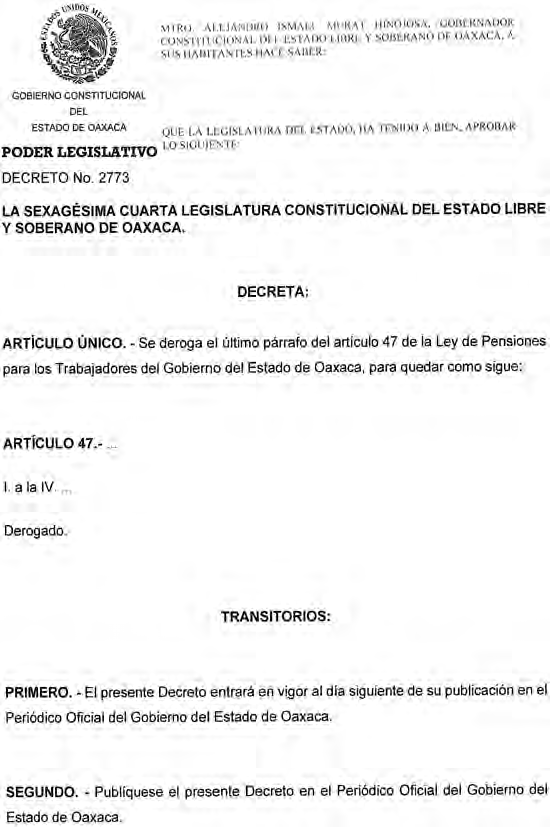 ESTADOS UNIDOS MEXICANOS
MTRO. ALEJANDRO ISMAEL MURAT HINOJOSA, GOBERNADOR
CONSTITUCIONAL DEL ESTADO LIBRE Y SOBERANO DE OAXACA, A
SUS HABITANTES HACE SABER:
GOBIERNO CONSTITUCIONAL
DEL
ESTADO DE OAXACA
PODER LEGISLATIVO
QUE LA LEGISLATURA DEL ESTADO, HA TENIDO A BIEN, APROBAR
LO SIGUIENTE:
DECRETO No. 2773
LA SEXAGÉSIMA CUARTA LEGISLATURA CONSTITUCIONAL DEL ESTADO LIBRE
Y SOBERANO DE OAXACA.
DECRETA:
ARTÍCULO ÚNICO. - Se deroga el último párrafo del artículo 47 de la Ley de Pensiones
para los Trabajadores del Gobierno del Estado de Oaxaca, para quedar como sigue:
ARTÍCULO 47.- ...
I. a la IV. ...
Derogado.
TRANSITORIOS:
PRIMERO. - El presente Decreto entrará en vigor al día siguiente de su publicación en el
Periódico Oficial del Gobierno del Estado de Oaxaca.
SEGUNDO. - Publíquese el presente Decreto en el Periódico Oficial del Gobierno del
Estado de Oaxaca.